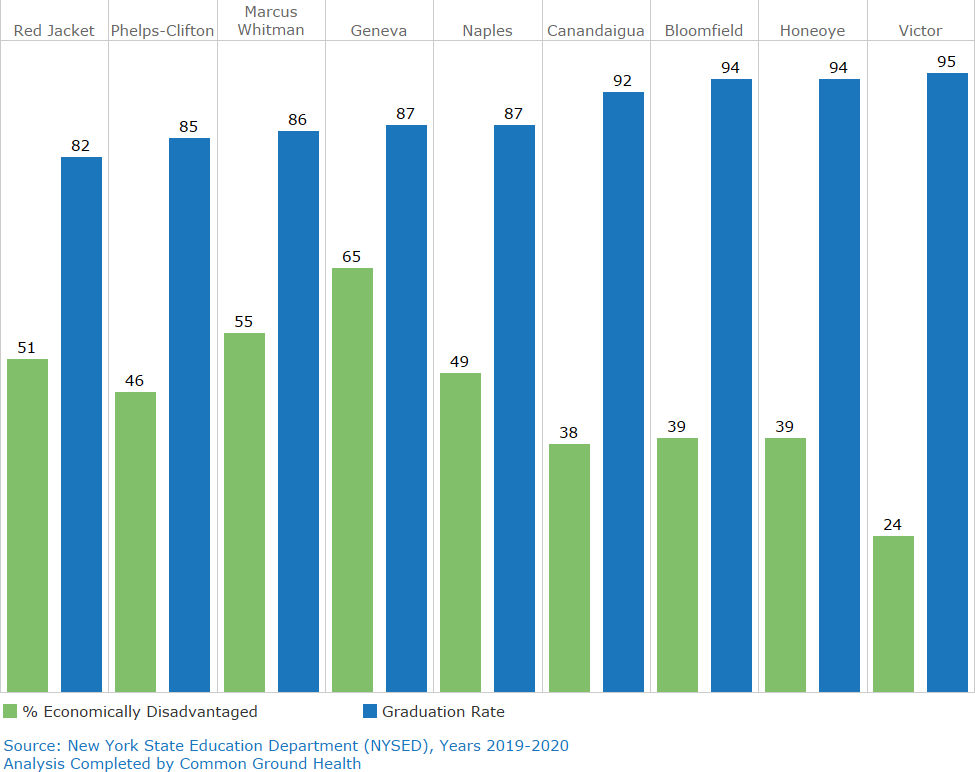 Red Jacket
Phelps-Clifton
Marcus
Whitman
Geneva
Naples
Canandaigua
Bloomfield
Honeoye
Victor
51
82
46
85
55
86
65
87
49
87
38
92
39
94
39
94
24
95
% Economically Disadvantaged
Graduation Rate
Source: New York State Education Department (NYSED), Years 2019-2020
Analysis Completed by Common Ground Health